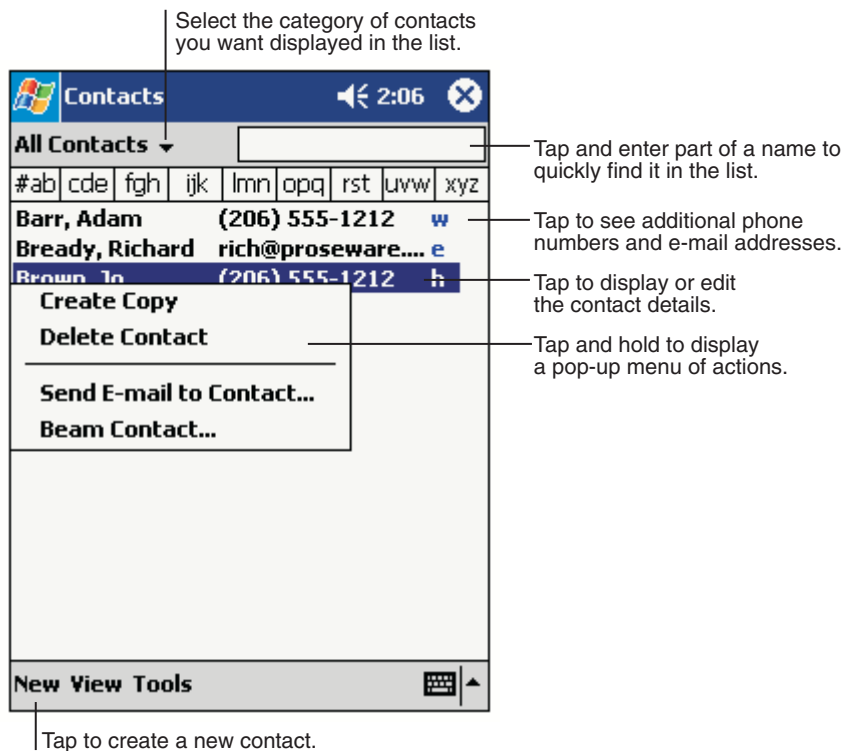 Select the category of contacts
you want displayed in the list.
Contacts 2:06
All Contacts
#ab cde fgh ijk lmn opq rst uvw xyz
Tap and enter part of a name to
quickly find it in the list.
Barr, Adam (206) 555-1212 w
Bready, Richard rich@proseware.... e
Brown, Jo (206) 555-1212 h
Tap to see additional phone
numbers and e-mail addresses.
Tap to display or edit
the contact details.
Create Copy
Delete Contact
Send E-mail to Contact...
Beam Contact...
Tap and hold to display
a pop-up menu of actions.
New View Tools
Tap to create a new contact.